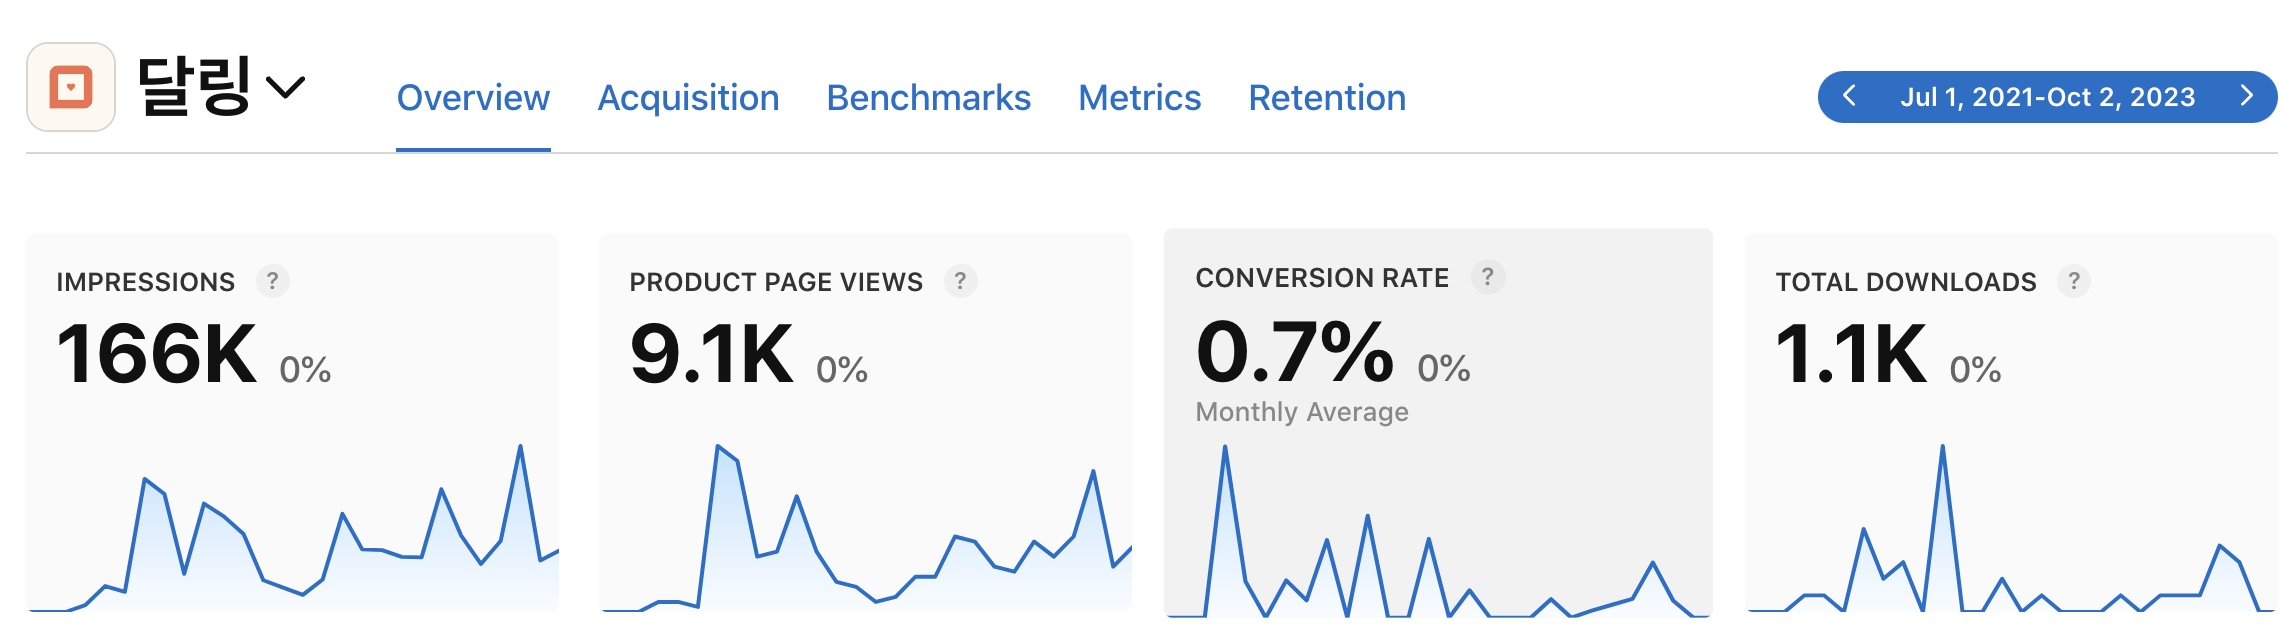 달링
Overview
Acquisition
Benchmarks
Metrics
Retention
Jul 1, 2021-Oct 2, 2023
IMPRESSIONS ?
166K 0%
PRODUCT PAGE VIEWS ?
9.1K 0%
CONVERSION RATE ?
0.7% 0%
Monthly Average
TOTAL DOWNLOADS ?
1.1K 0%